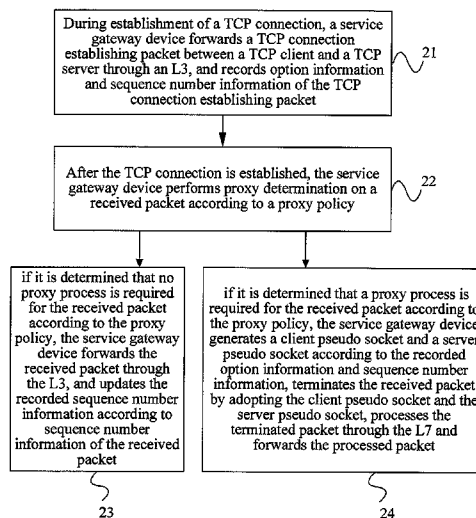 During establishment of a TCP connection, a service
gateway device forwards a TCP connection
establishing packet between a TCP client and a TCP
server through an L3, and records option information
and sequence number information of the TCP
connection establishing packet
21
After the TCP connection is established, the service
gateway device performs proxy determination on a
received packet according to a proxy policy
22
if it is determined that no
proxy process is required
for the received packet
according to the proxy
policy, the service gateway
device forwards the
received packet through
the L3, and updates the
recorded sequence number
information according to
sequence number
information of the received
packet
23
if it is determined that a proxy process is
required for the received packet according to
the proxy policy, the service gateway device
generates a client pseudo socket and a server
pseudo socket according to the recorded
option information and sequence number
information, terminates the received packet
by adopting the client pseudo socket and the
server pseudo socket, processes the
terminated packet through the L7 and
forwards the processed packet
24